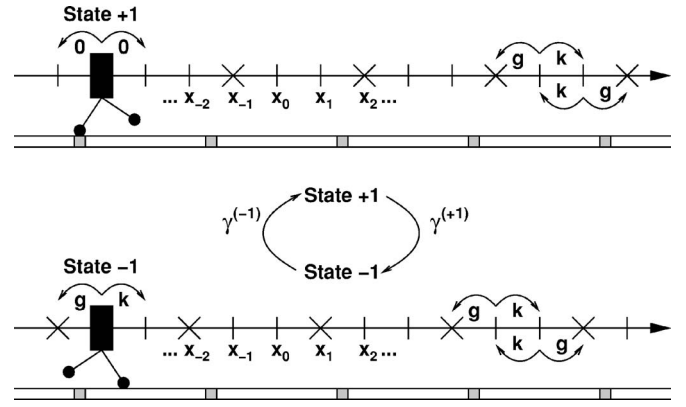 State +1
0 0
g k
... x₋₂ x₋₁ x₀ x₁ x₂ ...
k g
γ⁽⁻¹⁾ State +1 γ⁽⁺¹⁾
State −1
State −1
g k
g k
... x₋₂ x₋₁ x₀ x₁ x₂ ...
k g